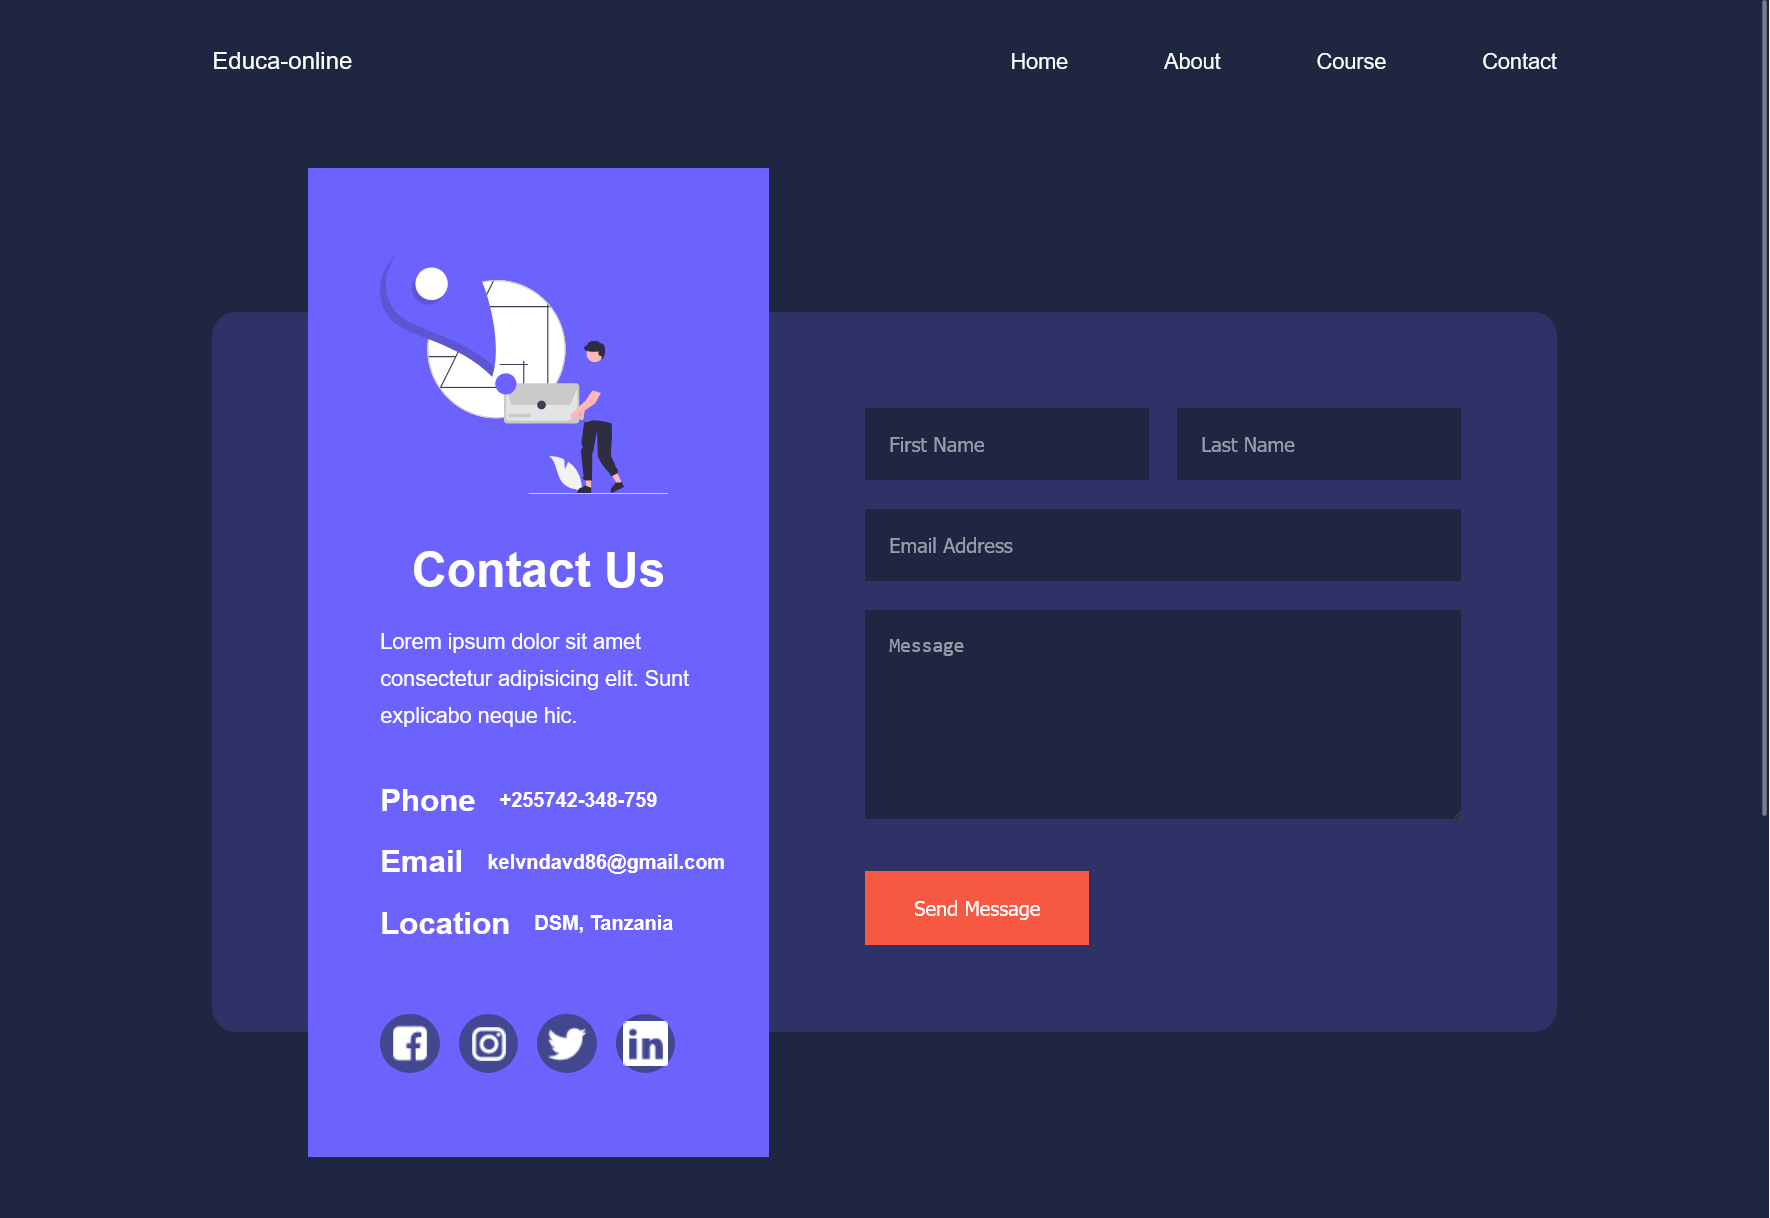 Educa-online
Home About Course Contact
Contact Us
Lorem ipsum dolor sit amet
consectetur adipisicing elit. Sunt
explicabo neque hic.
Phone +255742-348-759
Email kelvndavd86@gmail.com
Location DSM, Tanzania
First Name Last Name
Email Address
Message
Send Message